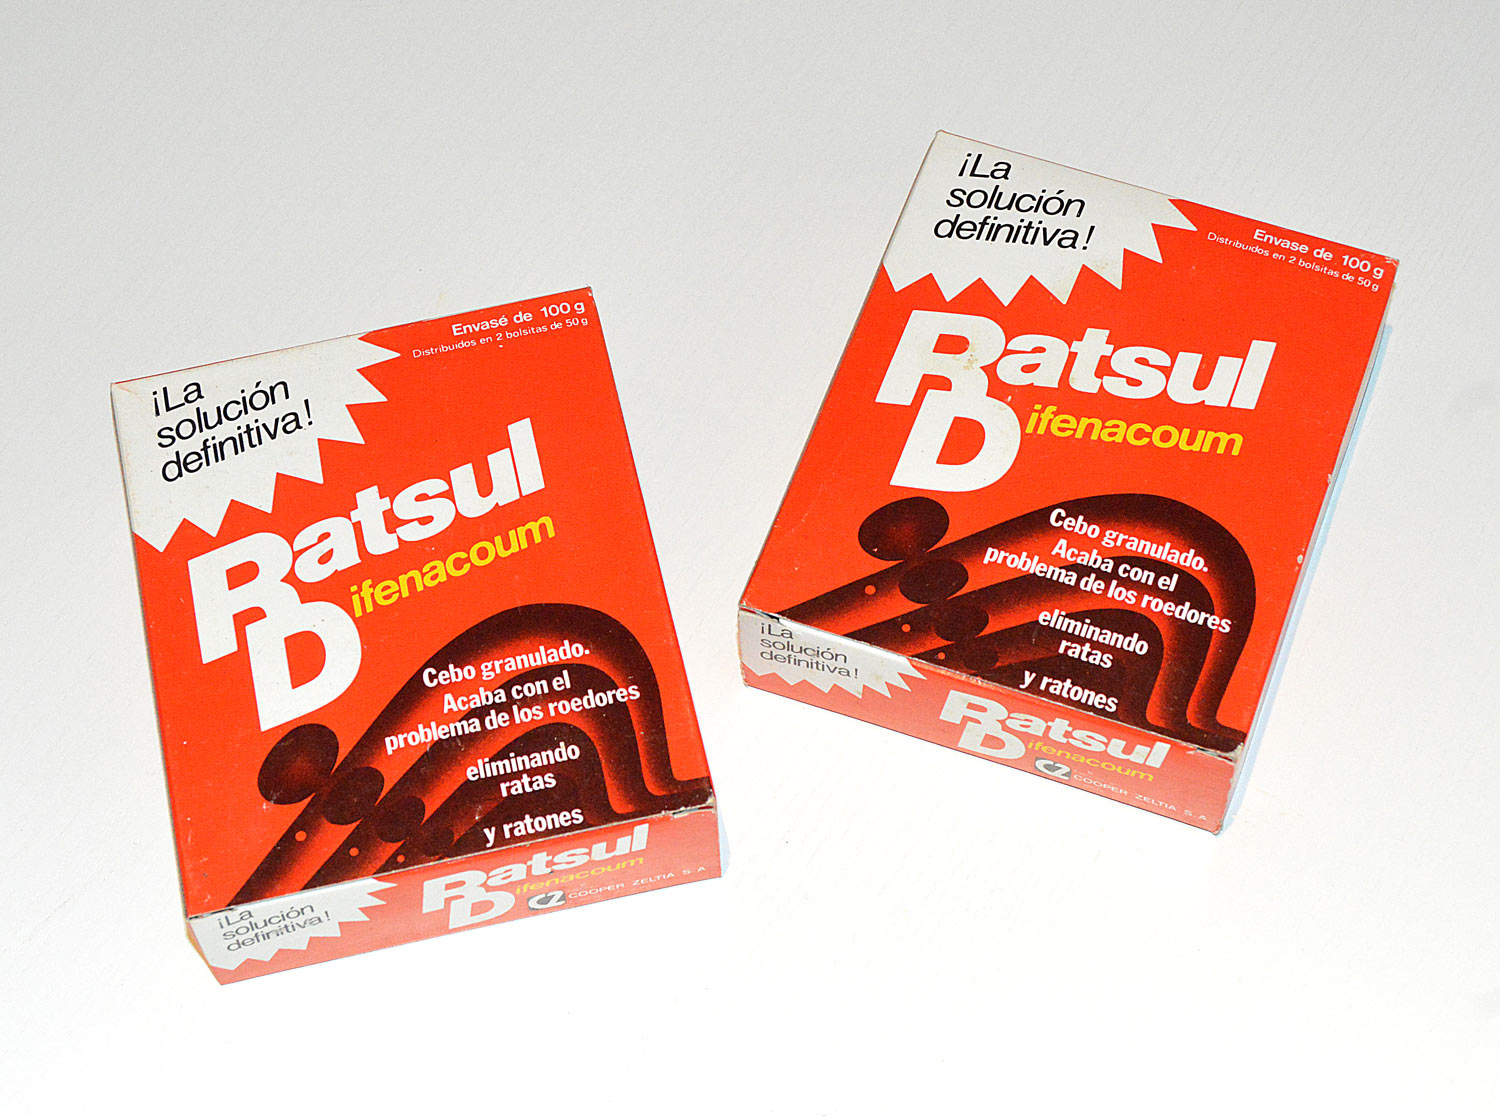 ¡La
solución
definitiva!
Envase de 100 g
Distribuidos en 2 bolsitas de 50 g
Ratsul
Difenacoum
Cebo granulado.
Acaba con el
problema de los roedores
eliminando
ratas
y ratones
¡La
solución
definitiva!
Ratsul
Difenacoum
CZ COOPER ZELTIA S.A
¡La
solución
definitiva!
Envase de 100 g
Distribuidos en 2 bolsitas de 50 g
Ratsul
Difenacoum
Cebo granulado.
Acaba con el
problema de los roedores
eliminando
ratas
y ratones
¡La
solución
definitiva!
Ratsul
Difenacoum
CZ COOPER ZELTIA S.A